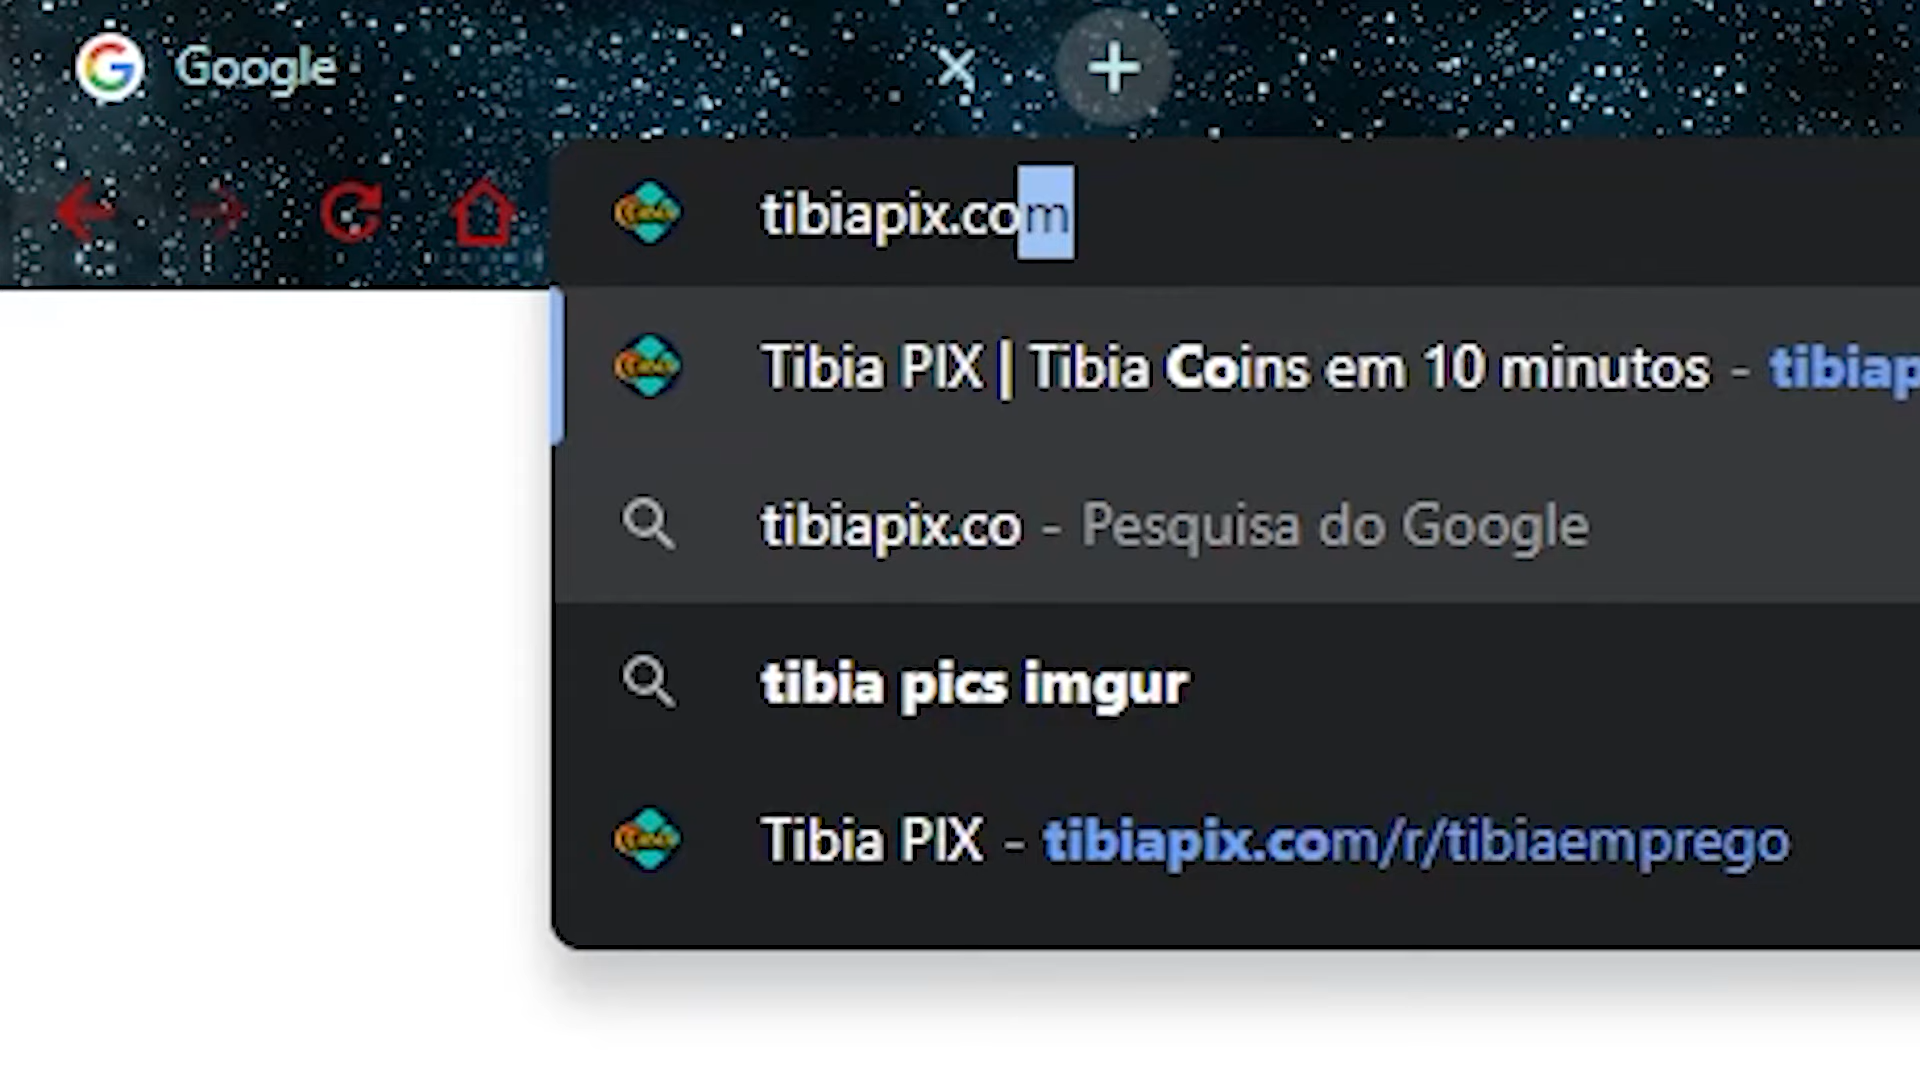 Google
tibiapix.com
Tibia PIX | Tibia Coins em 10 minutos - tibiap
tibiapix.co - Pesquisa do Google
tibia pics imgur
Tibia PIX - tibiapix.com/r/tibiaemprego